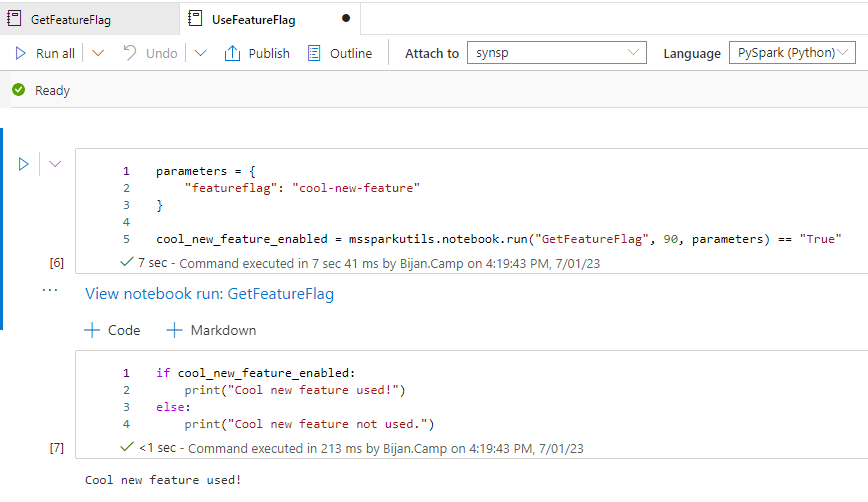 GetFeatureFlag
UseFeatureFlag
Run all
Undo
Publish
Outline
Attach to
synsp
Language
PySpark (Python)
Ready
1 parameters = {
2 "featureflag": "cool-new-feature"
3 }
4
5 cool_new_feature_enabled = mssparkutils.notebook.run("GetFeatureFlag", 90, parameters) == "True"
[6]
7 sec - Command executed in 7 sec 41 ms by Bijan.Camp on 4:19:43 PM, 7/01/23
...
View notebook run: GetFeatureFlag
+ Code + Markdown
1 if cool_new_feature_enabled:
2 print("Cool new feature used!")
3 else:
4 print("Cool new feature not used.")
[7]
<1 sec - Command executed in 213 ms by Bijan.Camp on 4:19:43 PM, 7/01/23
Cool new feature used!